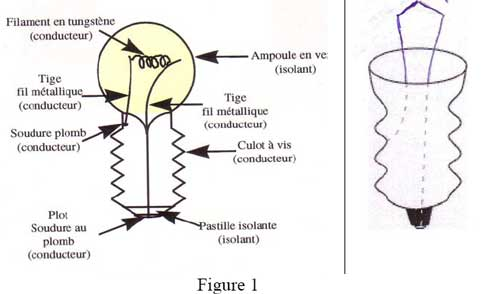 Filament en tungstène
(conducteur)
Ampoule en ve
(isolant)
Tige
fil métallique
(conducteur)
Tige
fil métallique
(conducteur)
Soudure plomb
(conducteur)
Culot à vis
(conducteur)
Plot
Soudure au
plomb
(conducteur)
Pastille isolante
(isolant)
Figure 1